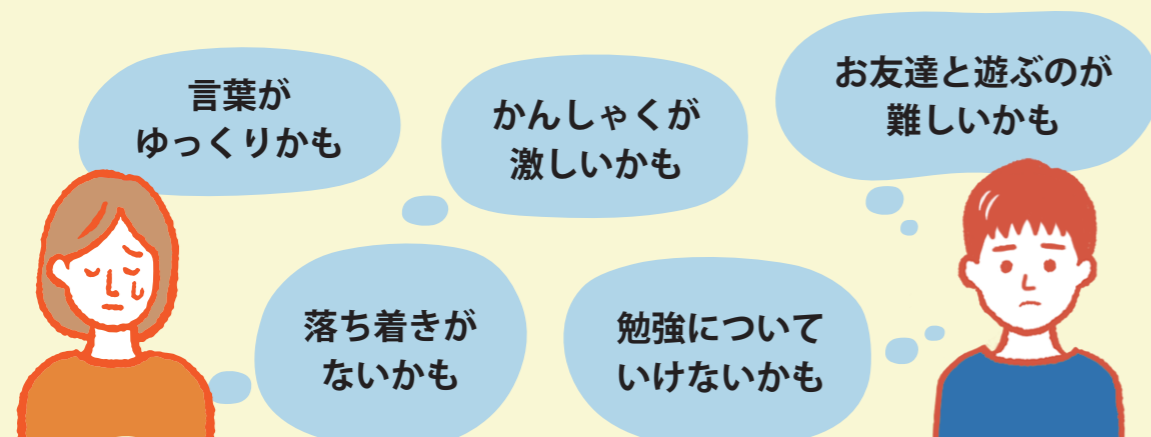 言葉が
ゆっくりかも
かんしゃくが
激しいかも
お友達と遊ぶのが
難しいかも
落ち着きが
ないかも
勉強について
いけないかも